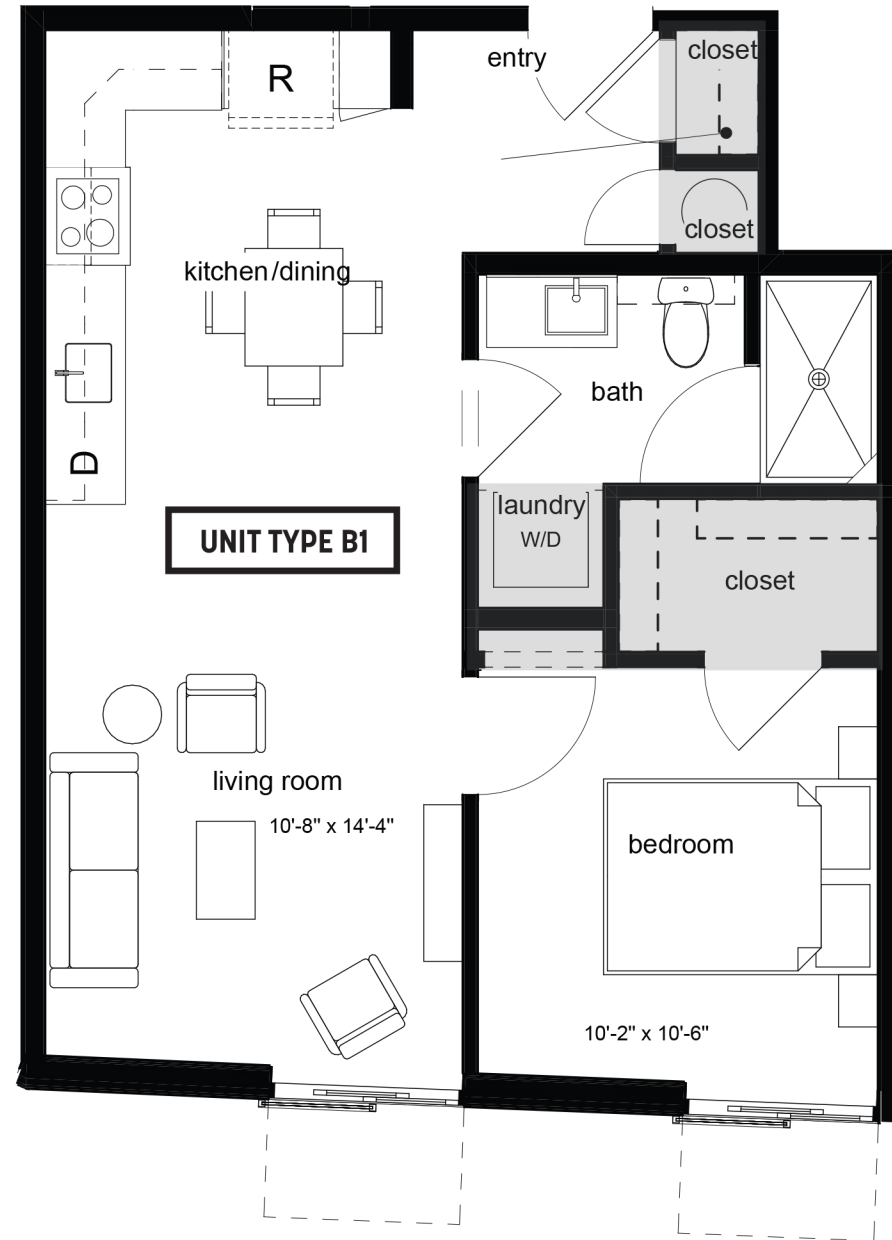 entry
closet
R
closet
kitchen/dining
bath
D
laundry
W/D
UNIT TYPE B1
closet
living room
10'-8" x 14'-4"
bedroom
10'-2" x 10'-6"